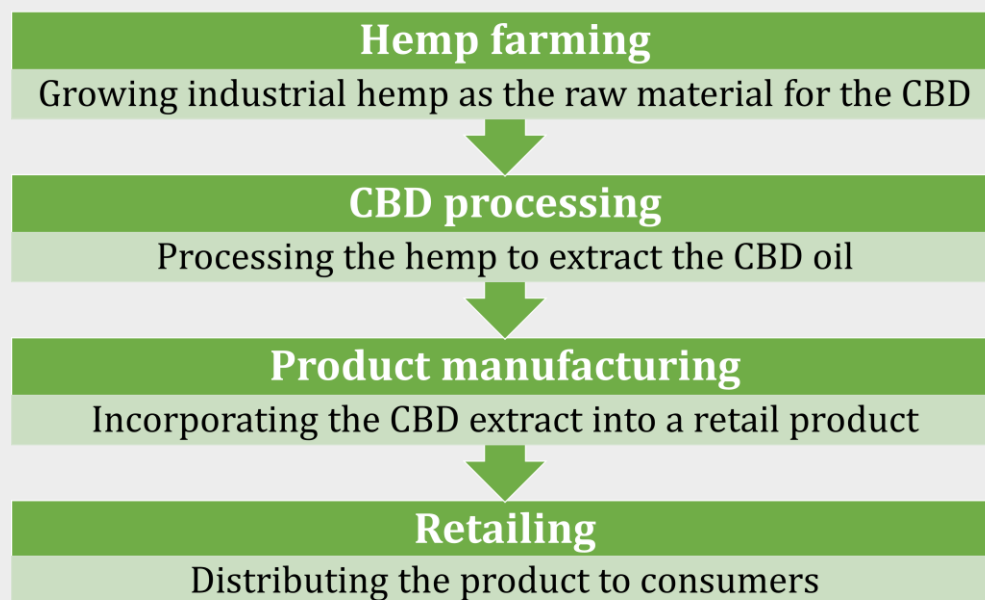 Hemp farming
Growing industrial hemp as the raw material for the CBD
CBD processing
Processing the hemp to extract the CBD oil
Product manufacturing
Incorporating the CBD extract into a retail product
Retailing
Distributing the product to consumers